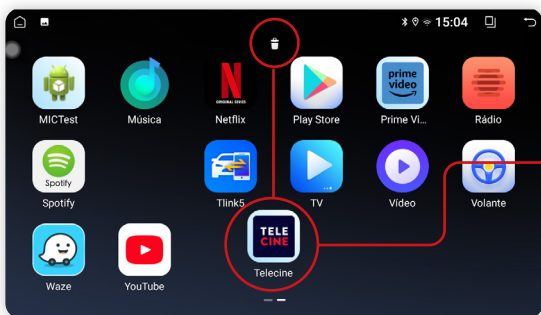 15:04
MICTest
Música
NETFLIX
ORIGINAL SERIES
Netflix
Play Store
prime
video
Prime Vi...
Rádio
Spotify
Spotify
Tlink5
TV
Vídeo
Volante
TELE
CINE
Telecine
Waze
YouTube